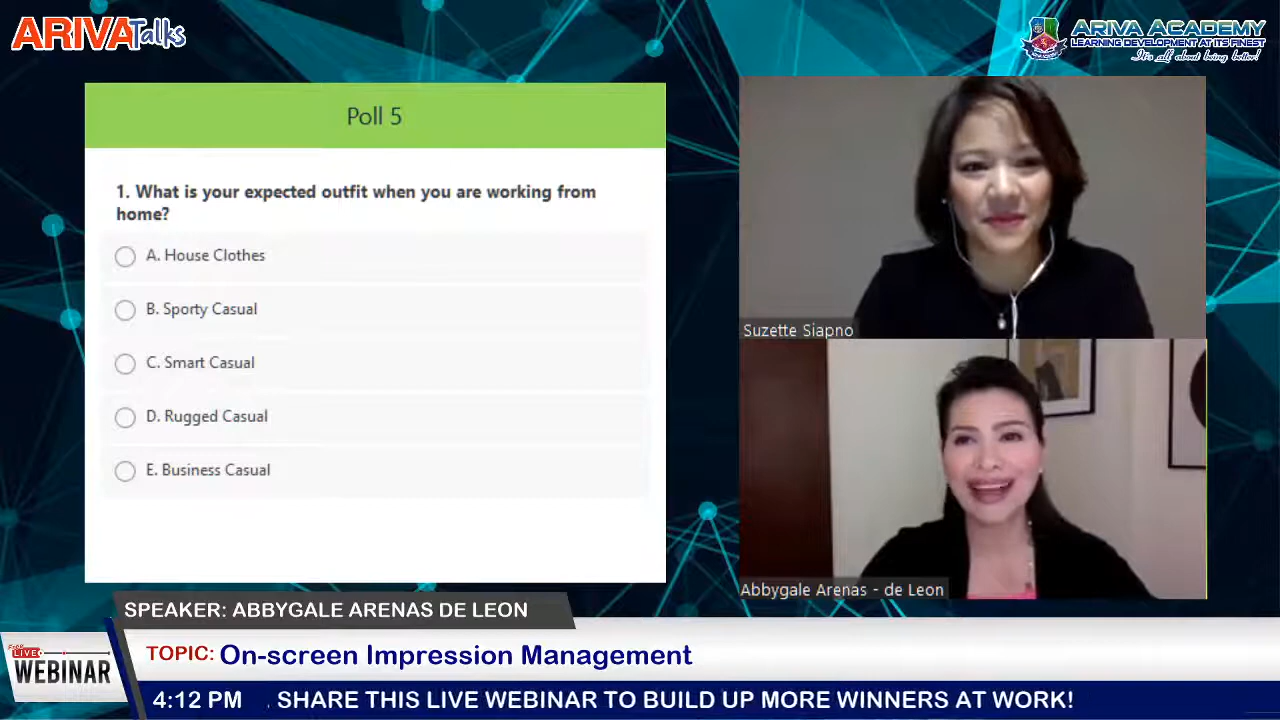 ARIVATalks
ARIVA ACADEMY
LEARNING DEVELOPMENT AT ITS FINEST
It's all about being better!
Poll 5
1. What is your expected outfit when you are working from
home?
A. House Clothes
B. Sporty Casual
C. Smart Casual
D. Rugged Casual
E. Business Casual
Suzette Siapno
Abbygale Arenas - de Leon
SPEAKER: ABBYGALE ARENAS DE LEON
Free
LIVE
WEBINAR
TOPIC: On-screen Impression Management
4:12 PM . SHARE THIS LIVE WEBINAR TO BUILD UP MORE WINNERS AT WORK!